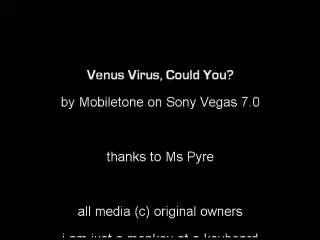 Venus Virus, Could You?
by Mobiletone on Sony Vegas 7.0
thanks to Ms Pyre
all media (c) original owners
i am just a monkey at a keyboard